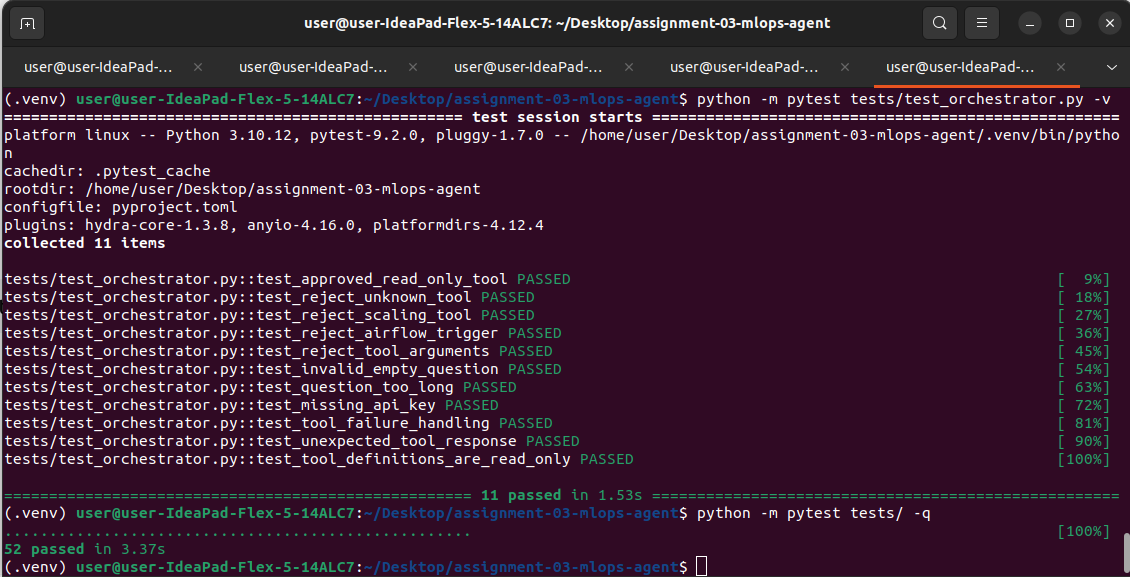 user@user-IdeaPad-Flex-5-14ALC7: ~/Desktop/assignment-03-mlops-agent
user@user-IdeaPad-... × user@user-IdeaPad-... × user@user-IdeaPad-... × user@user-IdeaPad-... × user@user-IdeaPad-... ×
(.venv) user@user-IdeaPad-Flex-5-14ALC7:~/Desktop/assignment-03-mlops-agent$ python -m pytest tests/test_orchestrator.py -v
=================================================== test session starts ====================================================
platform linux -- Python 3.10.12, pytest-9.2.0, pluggy-1.7.0 -- /home/user/Desktop/assignment-03-mlops-agent/.venv/bin/pytho
n
cachedir: .pytest_cache
rootdir: /home/user/Desktop/assignment-03-mlops-agent
configfile: pyproject.toml
plugins: hydra-core-1.3.8, anyio-4.16.0, platformdirs-4.12.4
collected 11 items
tests/test_orchestrator.py::test_approved_read_only_tool PASSED [  9%]
tests/test_orchestrator.py::test_reject_unknown_tool PASSED [ 18%]
tests/test_orchestrator.py::test_reject_scaling_tool PASSED [ 27%]
tests/test_orchestrator.py::test_reject_airflow_trigger PASSED [ 36%]
tests/test_orchestrator.py::test_reject_tool_arguments PASSED [ 45%]
tests/test_orchestrator.py::test_invalid_empty_question PASSED [ 54%]
tests/test_orchestrator.py::test_question_too_long PASSED [ 63%]
tests/test_orchestrator.py::test_missing_api_key PASSED [ 72%]
tests/test_orchestrator.py::test_tool_failure_handling PASSED [ 81%]
tests/test_orchestrator.py::test_unexpected_tool_response PASSED [ 90%]
tests/test_orchestrator.py::test_tool_definitions_are_read_only PASSED [100%]
==================================================== 11 passed in 1.53s ====================================================
(.venv) user@user-IdeaPad-Flex-5-14ALC7:~/Desktop/assignment-03-mlops-agent$ python -m pytest tests/ -q
.................................................... [100%]
52 passed in 3.37s
(.venv) user@user-IdeaPad-Flex-5-14ALC7:~/Desktop/assignment-03-mlops-agent$